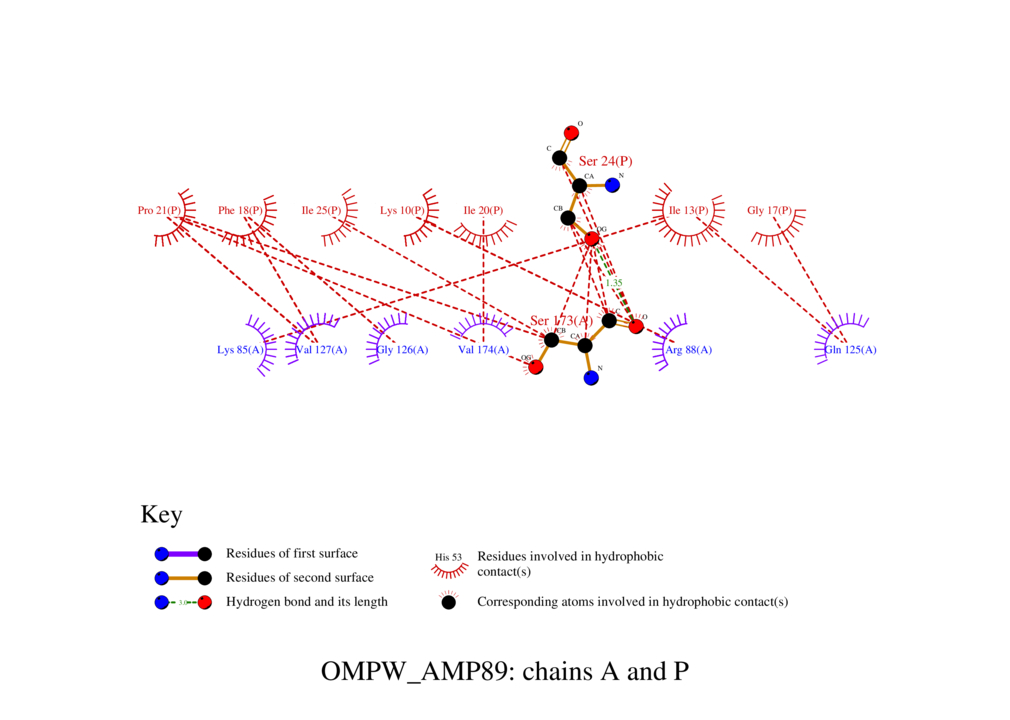 O
C
Ser 24(P)
CA
N
CB
Pro 21(P)
Phe 18(P)
Ile 25(P)
Lys 10(P)
Ile 20(P)
Ile 13(P)
Gly 17(P)
OG
1.35
Ser 173(A)
C
O
CB
CA
Lys 85(A)
Val 127(A)
Gly 126(A)
Val 174(A)
Arg 88(A)
Gln 125(A)
OG
N
Key
Residues of first surface
Residues of second surface
3.0
Hydrogen bond and its length
His 53
Residues involved in hydrophobic
contact(s)
Corresponding atoms involved in hydrophobic contact(s)
OMPW_AMP89: chains A and P